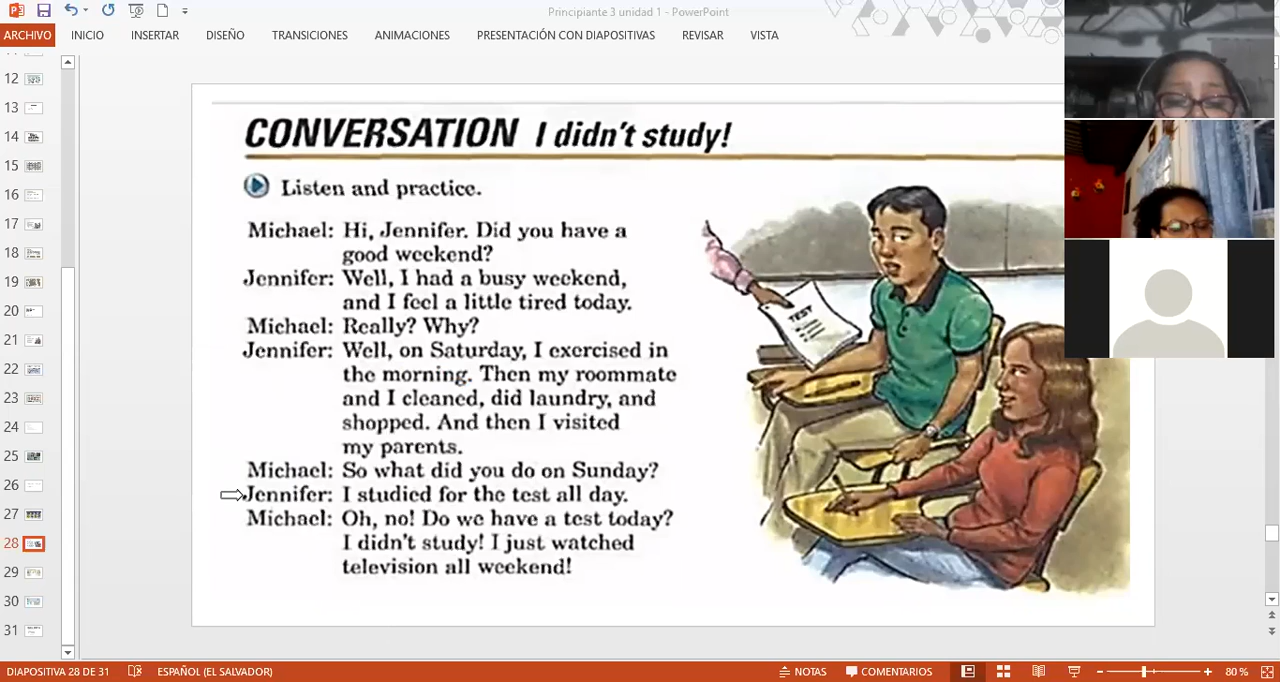 Principiante 3 unidad 1 - PowerPoint
ARCHIVO INICIO INSERTAR DISEÑO TRANSICIONES ANIMACIONES PRESENTACIÓN CON DIAPOSITIVAS REVISAR VISTA
12
13
14
15
16
17
18
19
20
21
22
23
24
25
26
27
28
29
30
31
CONVERSATION I didn't study!
Listen and practice.
Michael: Hi, Jennifer. Did you have a
good weekend?
Jennifer: Well, I had a busy weekend,
and I feel a little tired today.
Michael: Really? Why?
Jennifer: Well, on Saturday, I exercised in
the morning. Then my roommate
and I cleaned, did laundry, and
shopped. And then I visited
my parents.
Michael: So what did you do on Sunday?
Jennifer: I studied for the test all day.
Michael: Oh, no! Do we have a test today?
I didn't study! I just watched
television all weekend!
TEST
DIAPOSITIVA 28 DE 31 ESPAÑOL (EL SALVADOR) NOTAS COMENTARIOS 80 %